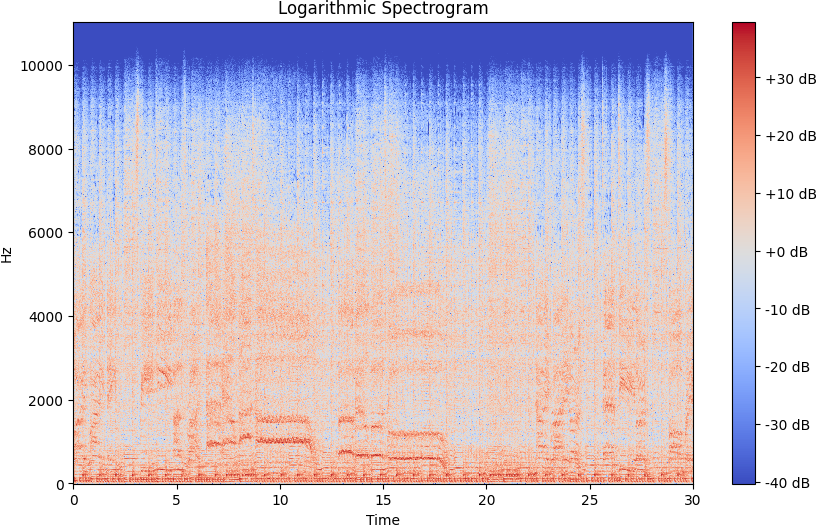 Logarithmic Spectrogram
Hz
10000
8000
6000
4000
2000
0
0 5 10 15 20 25 30
Time
+30 dB
+20 dB
+10 dB
+0 dB
-10 dB
-20 dB
-30 dB
-40 dB